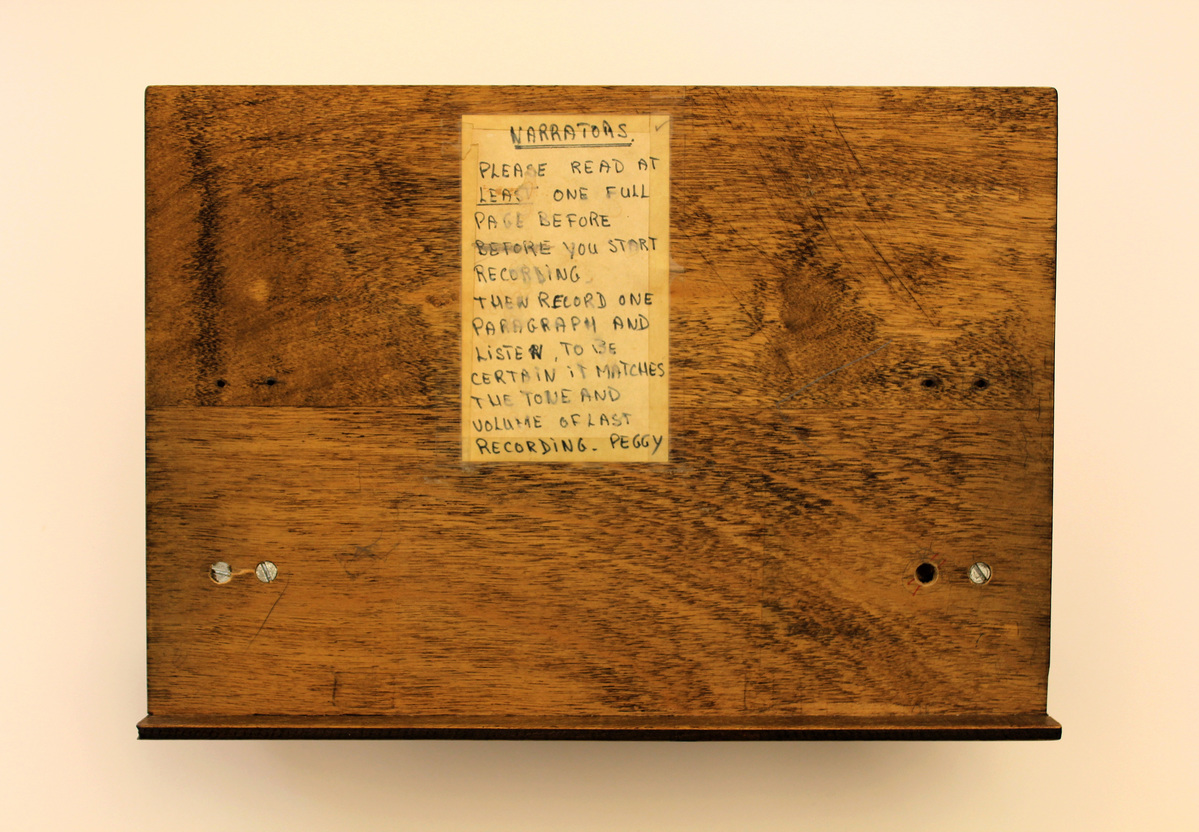 NARRATORS.
PLEASE READ AT
LEAST ONE FULL
PAGE BEFORE
BEFORE YOU START
RECORDING.
THEN RECORD ONE
PARAGRAPH AND
LISTEN, TO BE
CERTAIN IT MATCHES
THE TONE AND
VOLUME OF LAST
RECORDING. PEGGY